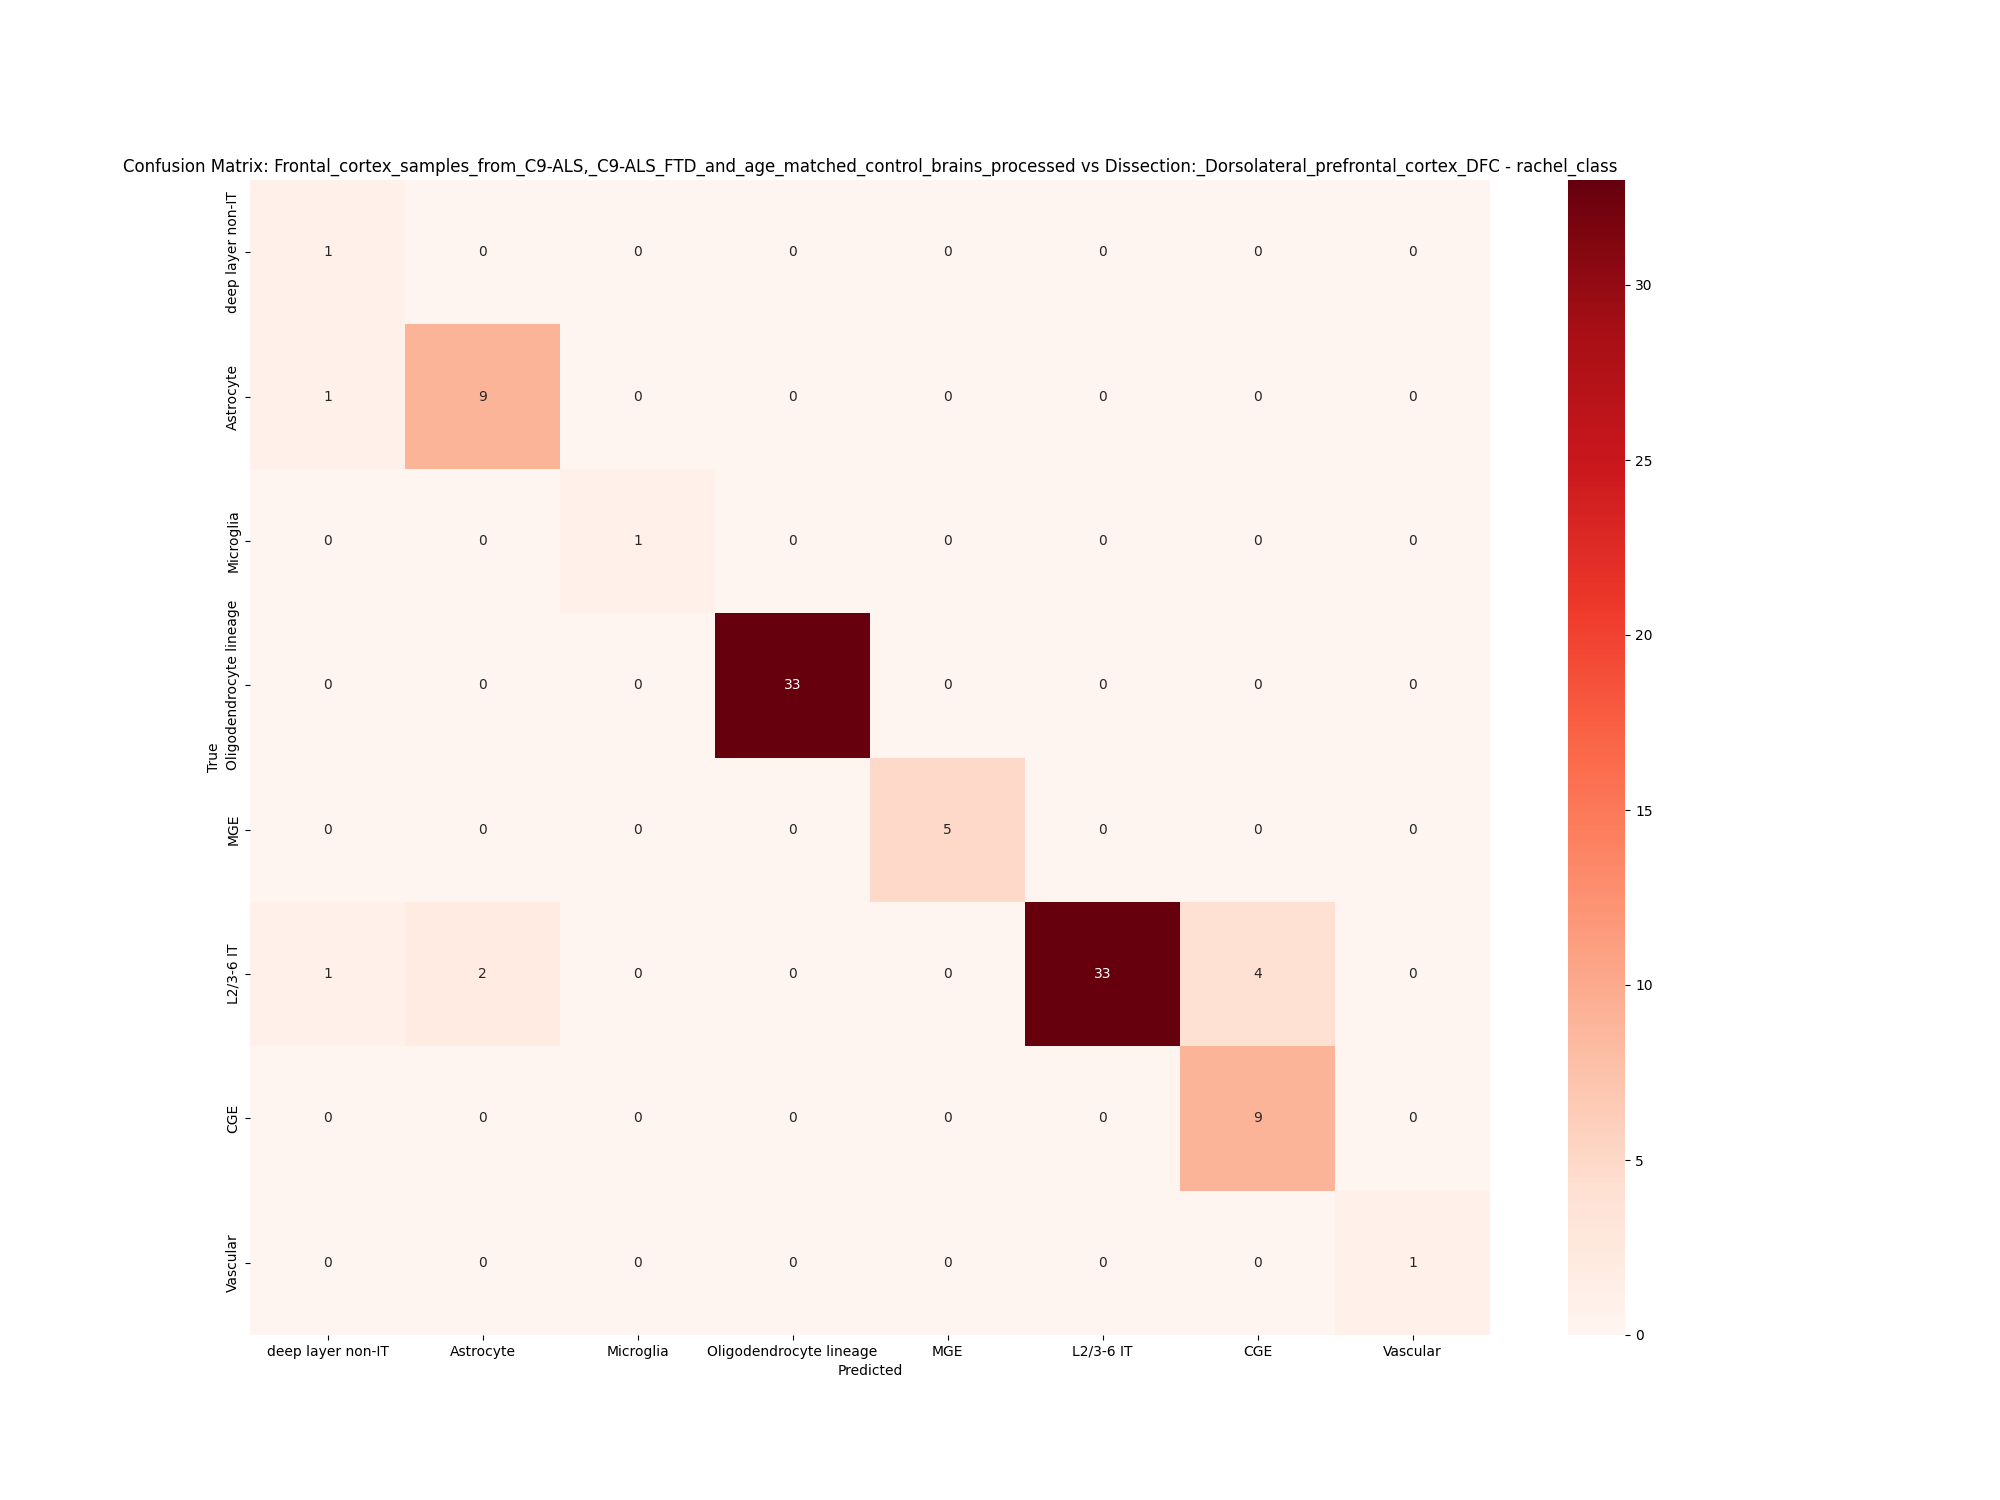 Confusion Matrix: Frontal_cortex_samples_from_C9-ALS,_C9-ALS_FTD_and_age_matched_control_brains_processed vs Dissection:_Dorsolateral_prefrontal_cortex_DFC - rachel_class
True
deep layer non-IT
1 0 0 0 0 0 0 0
Astrocyte
1 9 0 0 0 0 0 0
Microglia
0 0 1 0 0 0 0 0
Oligodendrocyte lineage
0 0 0 33 0 0 0 0
MGE
0 0 0 0 5 0 0 0
L2/3-6 IT
1 2 0 0 0 33 4 0
CGE
0 0 0 0 0 0 9 0
Vascular
0 0 0 0 0 0 0 1
deep layer non-IT Astrocyte Microglia Oligodendrocyte lineage MGE L2/3-6 IT CGE Vascular
Predicted
30
25
20
15
10
5
0